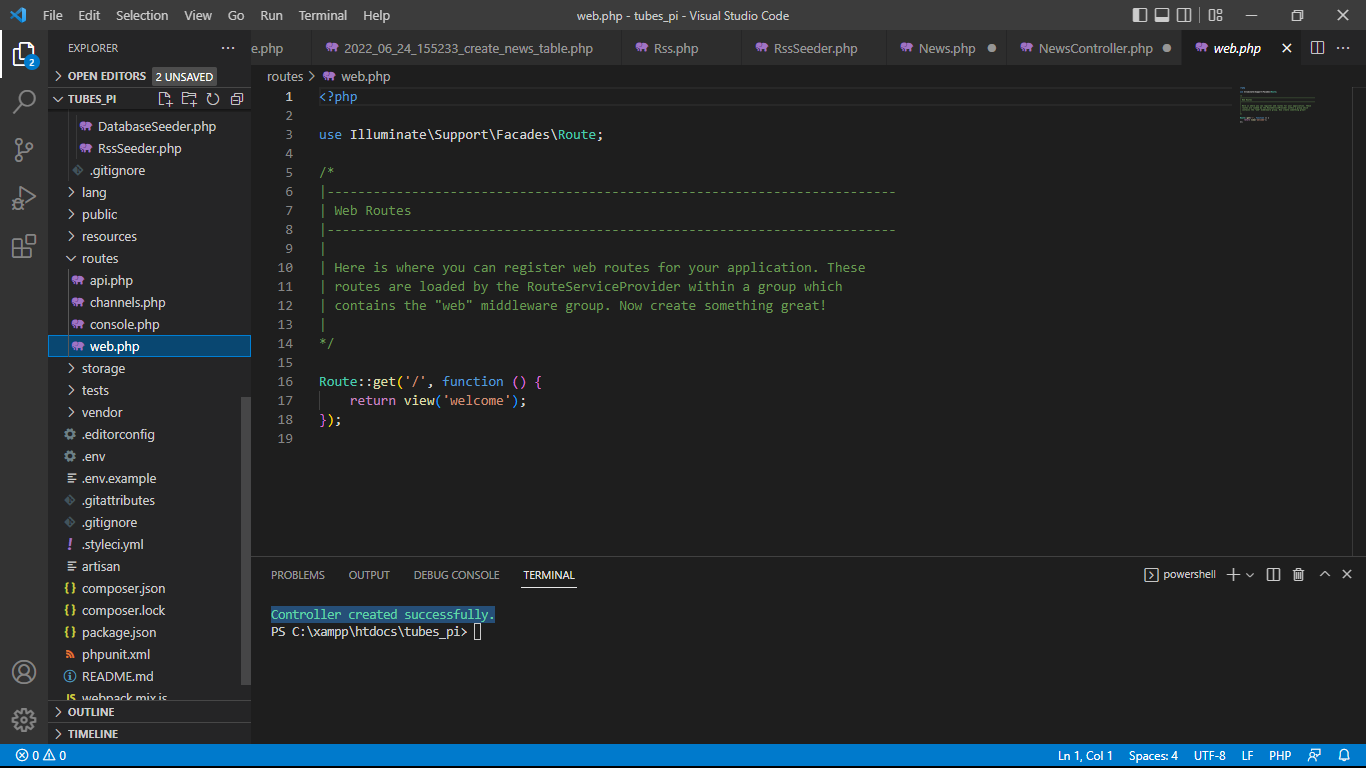 File Edit Selection View Go Run Terminal Help web.php - tubes_pi - Visual Studio Code
EXPLORER
2
OPEN EDITORS 2 UNSAVED
TUBES_PI
DatabaseSeeder.php
RssSeeder.php
.gitignore
lang
public
resources
routes
api.php
channels.php
console.php
web.php
storage
tests
vendor
.editorconfig
.env
.env.example
.gitattributes
.gitignore
.styleci.yml
artisan
composer.json
composer.lock
package.json
phpunit.xml
README.md
webpack.mix.js
OUTLINE
TIMELINE
e.php 2022_06_24_155233_create_news_table.php Rss.php RssSeeder.php News.php NewsController.php web.php
routes > web.php
1 <?php
2
3 use Illuminate\Support\Facades\Route;
4
5 /*
6 |--------------------------------------------------------------------------
7 | Web Routes
8 |--------------------------------------------------------------------------
9 |
10 | Here is where you can register web routes for your application. These
11 | routes are loaded by the RouteServiceProvider within a group which
12 | contains the "web" middleware group. Now create something great!
13 |
14 */
15
16 Route::get('/', function () {
17 return view('welcome');
18 });
19
PROBLEMS OUTPUT DEBUG CONSOLE TERMINAL powershell
Controller created successfully.
PS C:\xampp\htdocs\tubes_pi>
0 0 Ln 1, Col 1 Spaces: 4 UTF-8 LF PHP